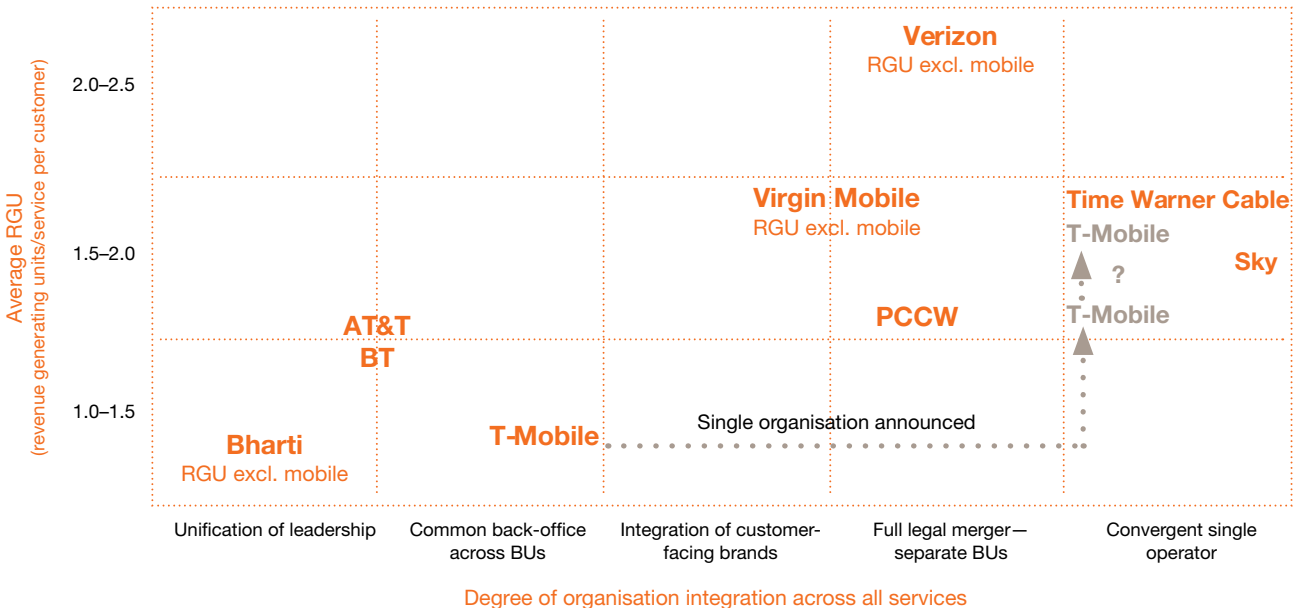 Average RGU
(revenue generating units/service per customer)
2.0–2.5
1.5–2.0
1.0–1.5
Verizon
RGU excl. mobile
Virgin Mobile
RGU excl. mobile
Time Warner Cable
T-Mobile
Sky
?
T-Mobile
PCCW
AT&T
BT
Single organisation announced
T-Mobile
Bharti
RGU excl. mobile
Unification of leadership
Common back-office
across BUs
Integration of customer-
facing brands
Full legal merger—
separate BUs
Convergent single
operator
Degree of organisation integration across all services